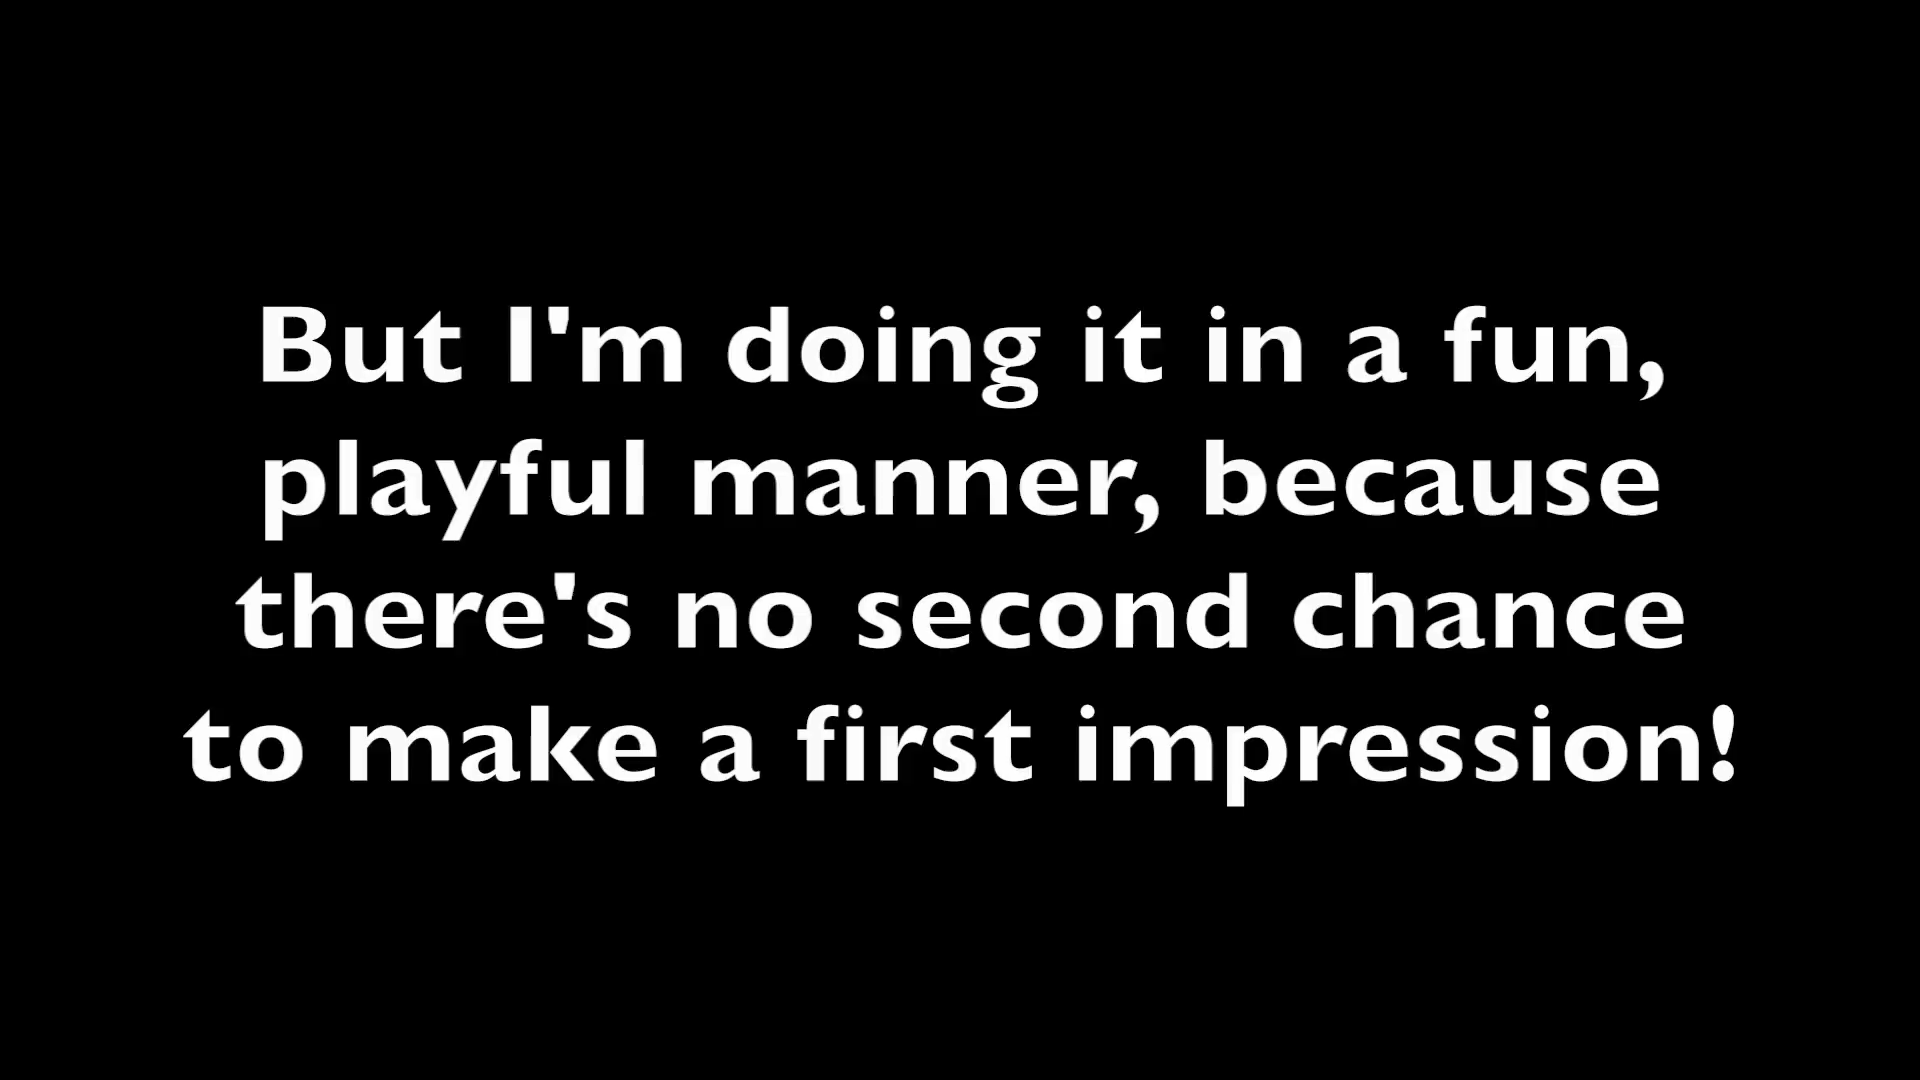 But I'm doing it in a fun,
playful manner, because
there's no second chance
to make a first impression!